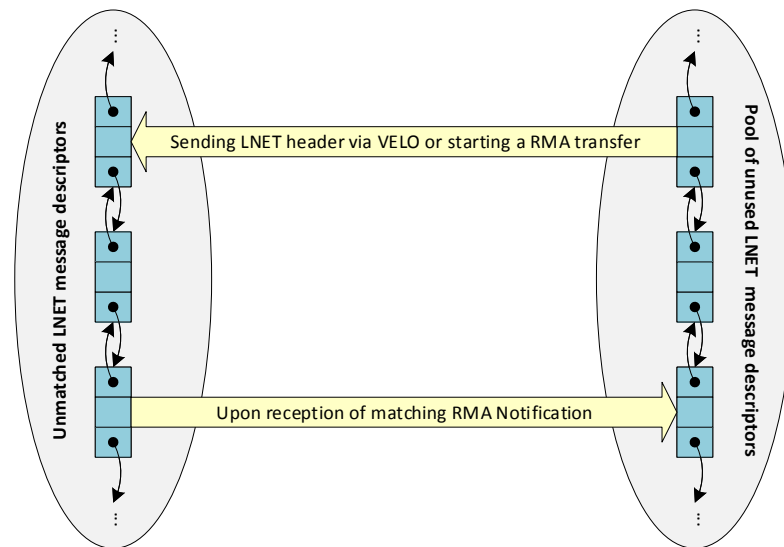 ...
...
Sending LNET header via VELO or starting a RMA transfer
Unmatched LNET message descriptors
Pool of unused LNET message descriptors
Upon reception of matching RMA Notification
...
...